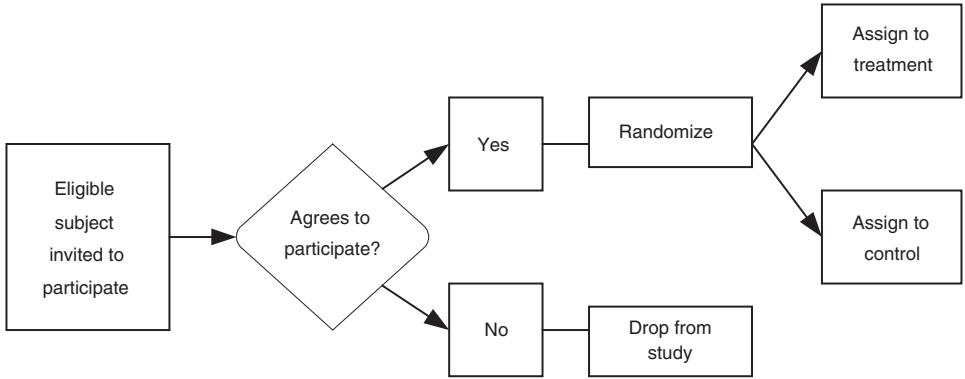 Eligible
subject
invited to
participate
Agrees to
participate?
Yes
Randomize
Assign to
treatment
Assign to
control
No
Drop from
study